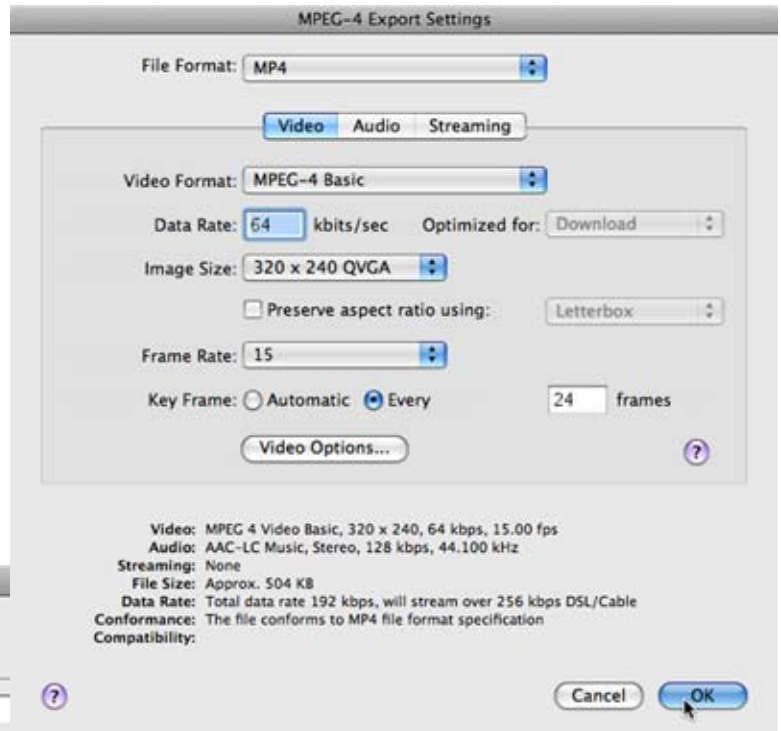 MPEG-4 Export Settings
File Format: MP4
Video Audio Streaming
Video Format: MPEG-4 Basic
Data Rate: 64 kbits/sec Optimized for: Download
Image Size: 320 x 240 QVGA
Preserve aspect ratio using: Letterbox
Frame Rate: 15
Key Frame: Automatic Every 24 frames
Video Options... ?
Video: MPEG 4 Video Basic, 320 x 240, 64 kbps, 15.00 fps
Audio: AAC-LC Music, Stereo, 128 kbps, 44.100 kHz
Streaming: None
File Size: Approx. 504 KB
Data Rate: Total data rate 192 kbps, will stream over 256 kbps DSL/Cable
Conformance: The file conforms to MP4 file format specification
Compatibility:
? Cancel OK